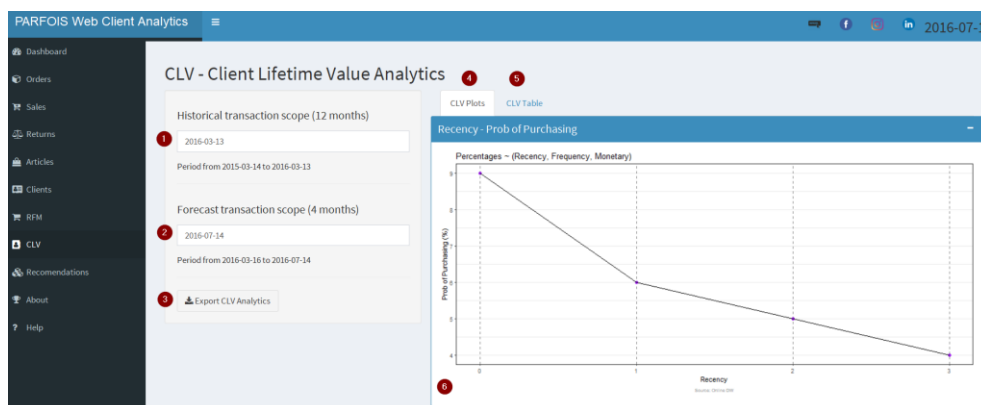 PARFOIS Web Client Analytics
2016-07-
Dashboard
Orders
Sales
Returns
Articles
Clients
RFM
CLV
Recomendations
About
? Help
CLV - Client Lifetime Value Analytics
Historical transaction scope (12 months)
1
2016-03-13
Period from 2015-03-14 to 2016-03-13
Forecast transaction scope (4 months)
2
2016-07-14
Period from 2016-03-16 to 2016-07-14
3
Export CLV Analytics
4
5
CLV Plots
CLV Table
Recency - Prob of Purchasing
Percentages ~ (Recency, Frequency, Monetary)
Prob of Purchasing (%)
9
8
7
6
5
4
0
1
2
3
Recency
6